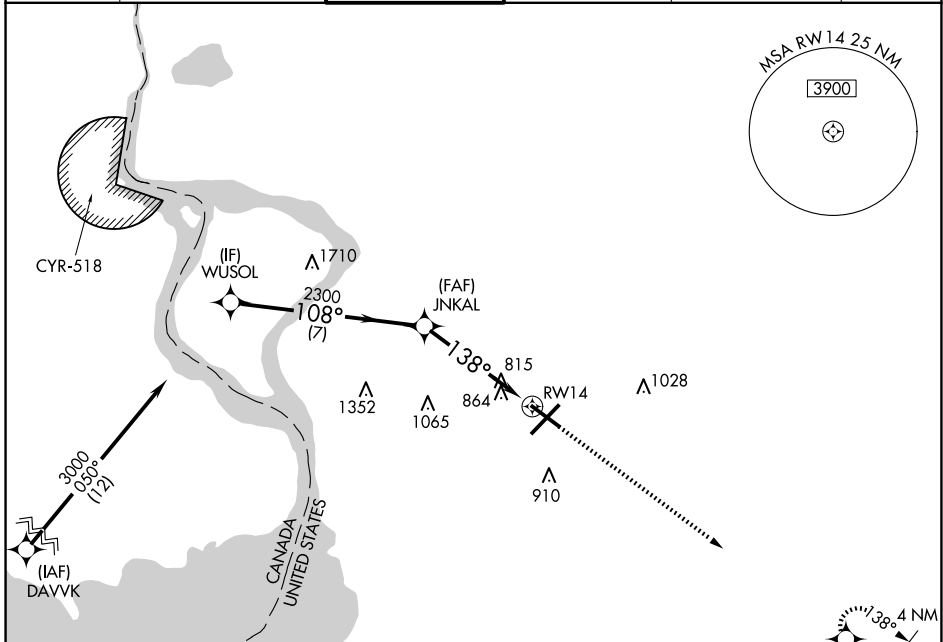 MSA RW14 25 NM
3900
CYR-518
(IF)
WUSOL
1710
2300
108°
(7)
(FAF)
JNKAL
138°
815
864
RW14
1028
1352
1065
910
3000
050°
(12)
(IAF)
DAVVK
CANADA
UNITED STATES
138°
4 NM